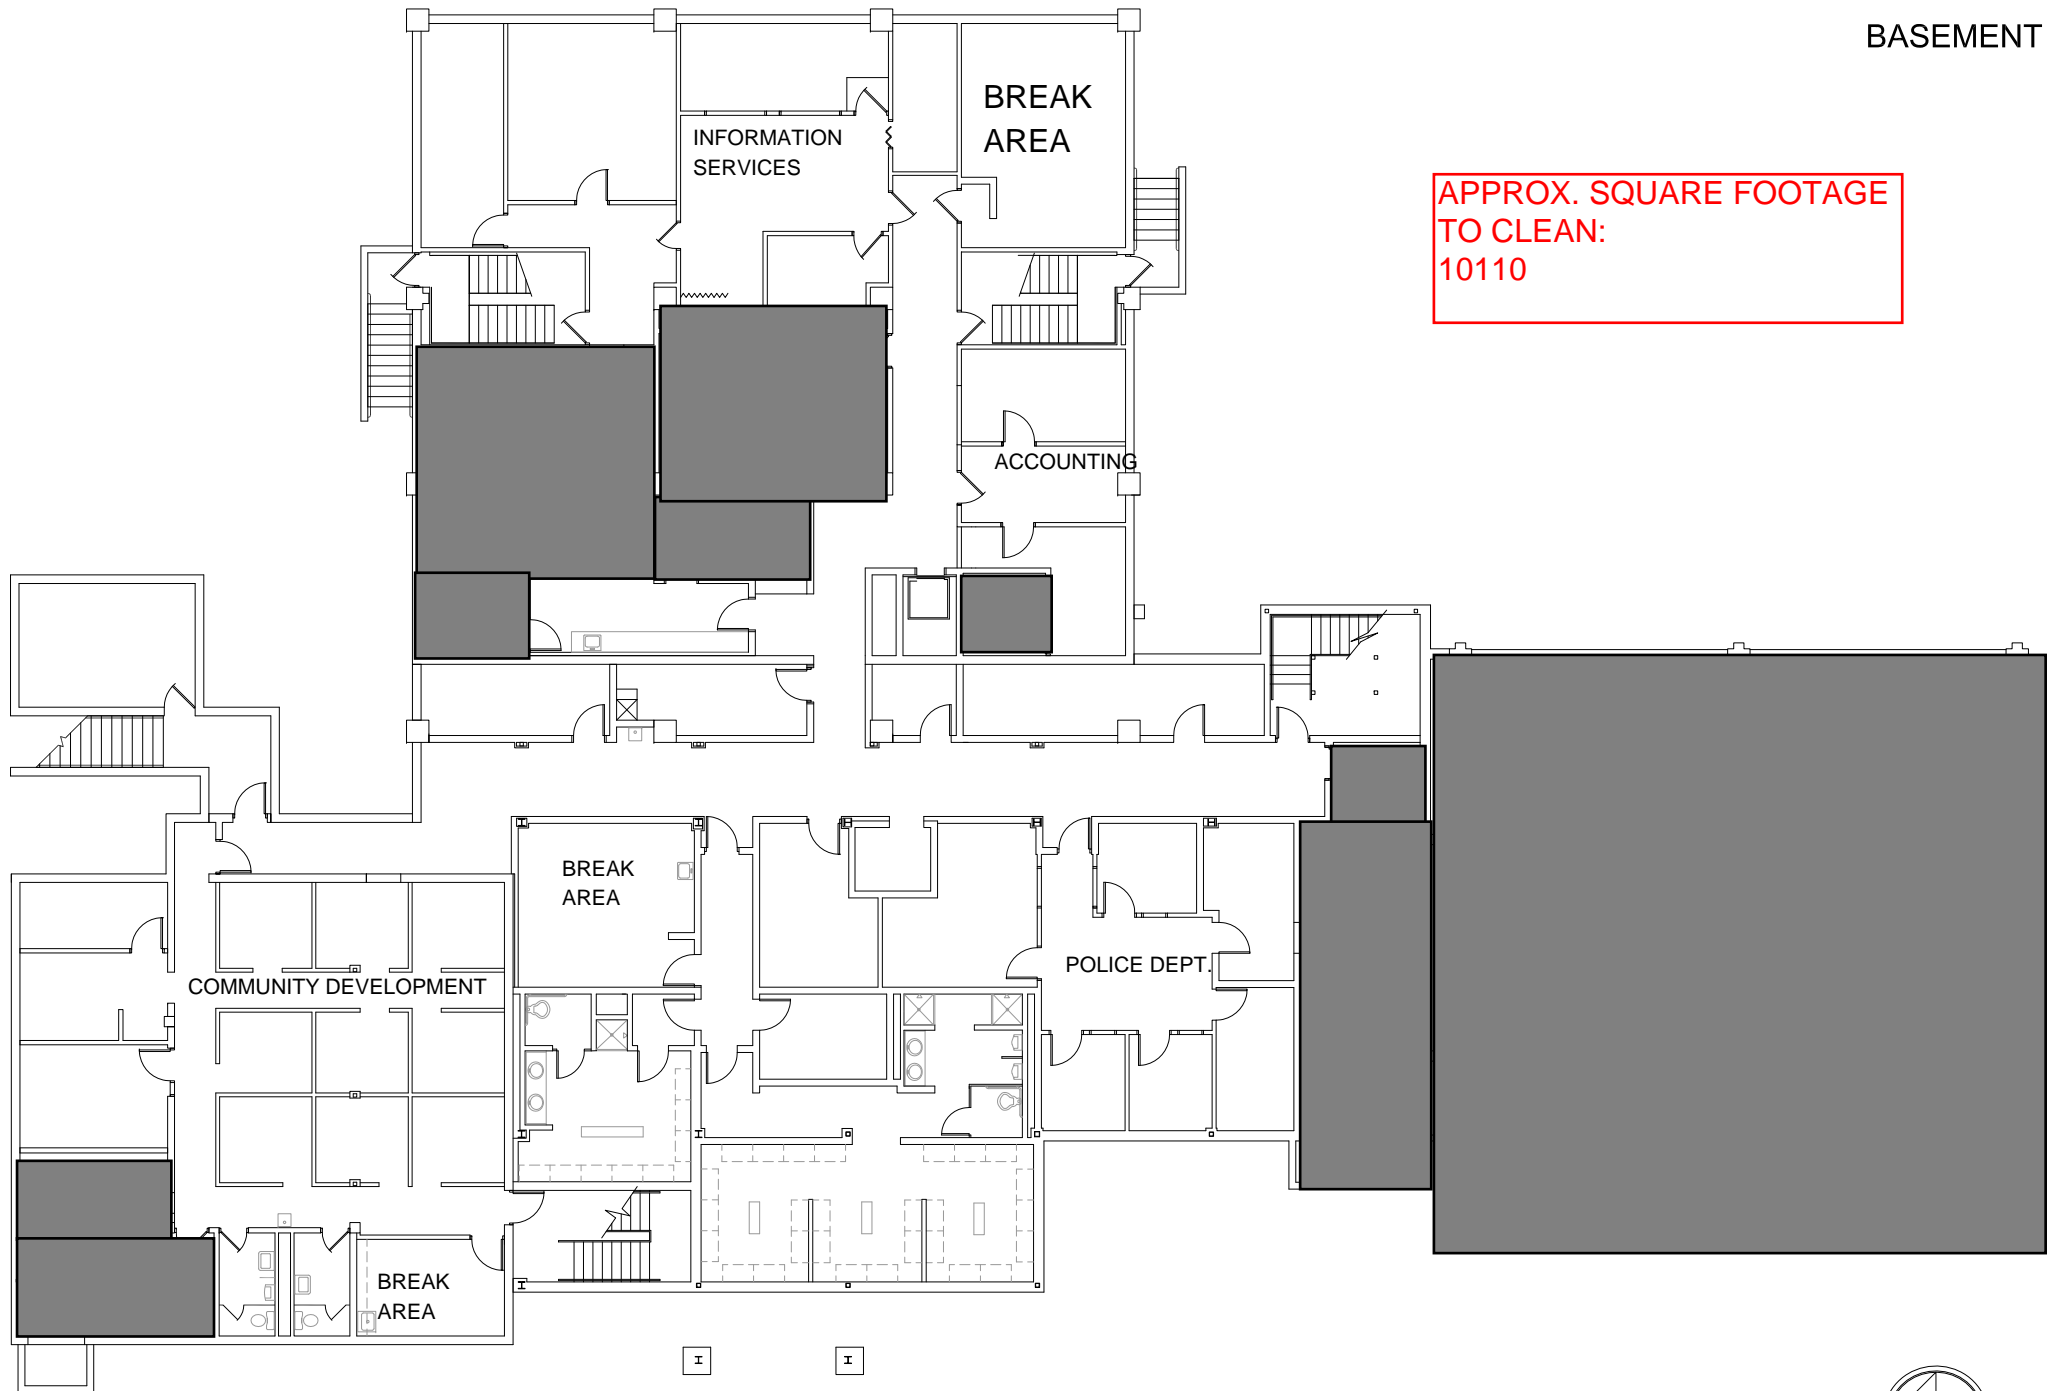 BASEMENT
BREAK
AREA
INFORMATION
SERVICES
APPROX. SQUARE FOOTAGE
TO CLEAN:
10110
ACCOUNTING
BREAK
AREA
POLICE DEPT.
COMMUNITY DEVELOPMENT
BREAK
AREA